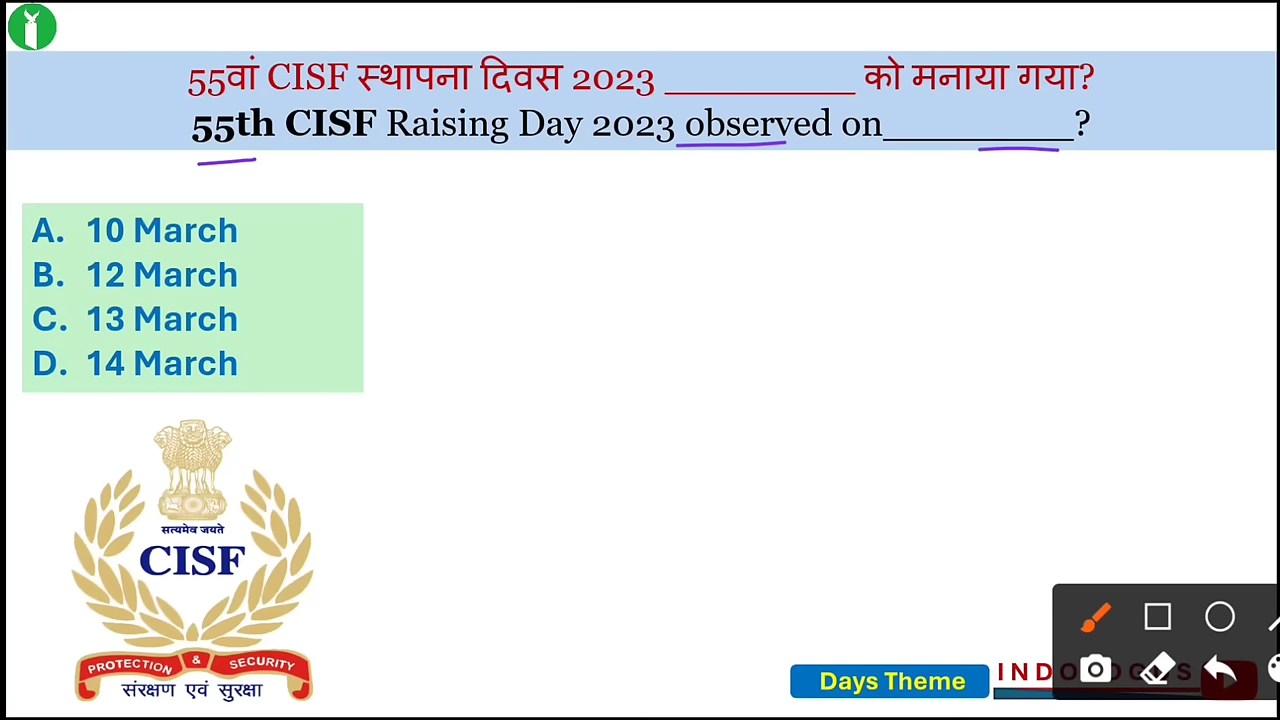 55वां CISF स्थापना दिवस 2023 __________ को मनाया गया?
55th CISF Raising Day 2023 observed on__________?
A. 10 March
B. 12 March
C. 13 March
D. 14 March
सत्यमेव जयते
CISF
PROTECTION & SECURITY
संरक्षण एवं सुरक्षा
Days Theme